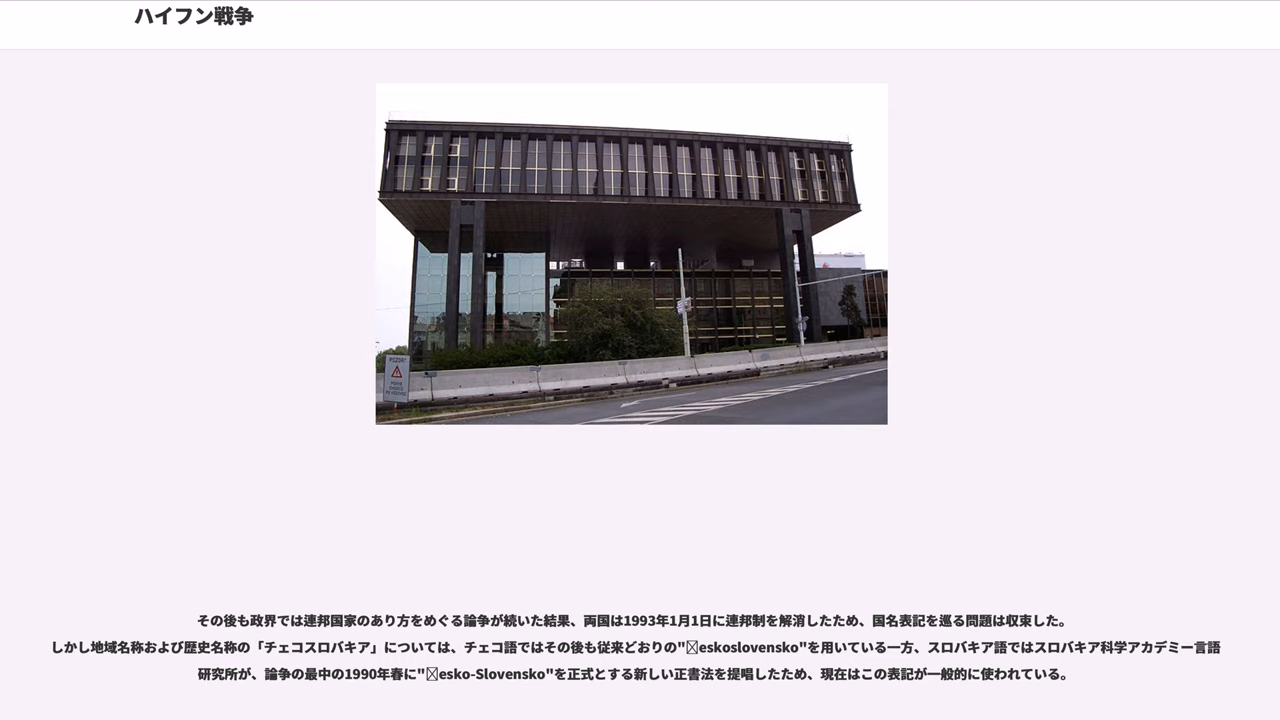 ハイフン戦争
POZOR!
その後も政界では連邦国家のあり方をめぐる論争が続いた結果、両国は1993年1月1日に連邦制を解消したため、国名表記を巡る問題は収束した。
しかし地域名称および歴史名称の「チェコスロバキア」については、チェコ語ではその後も従来どおりの"□eskoslovensko"を用いている一方、スロバキア語ではスロバキア科学アカデミー言語
研究所が、論争の最中の1990年春に"□esko-Slovensko"を正式とする新しい正書法を提唱したため、現在はこの表記が一般的に使われている。